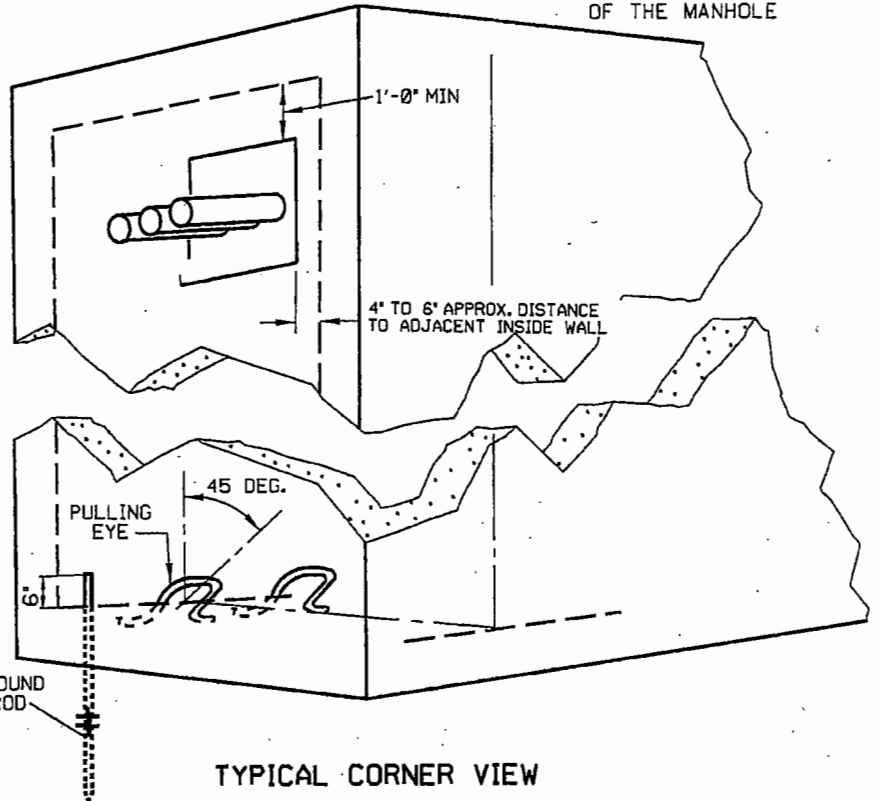 OF THE MANHOLE
1'-0" MIN
4" TO 6" APPROX. DISTANCE
TO ADJACENT INSIDE WALL
45 DEG.
PULLING
EYE
6"
OUND
ROD
TYPICAL CORNER VIEW